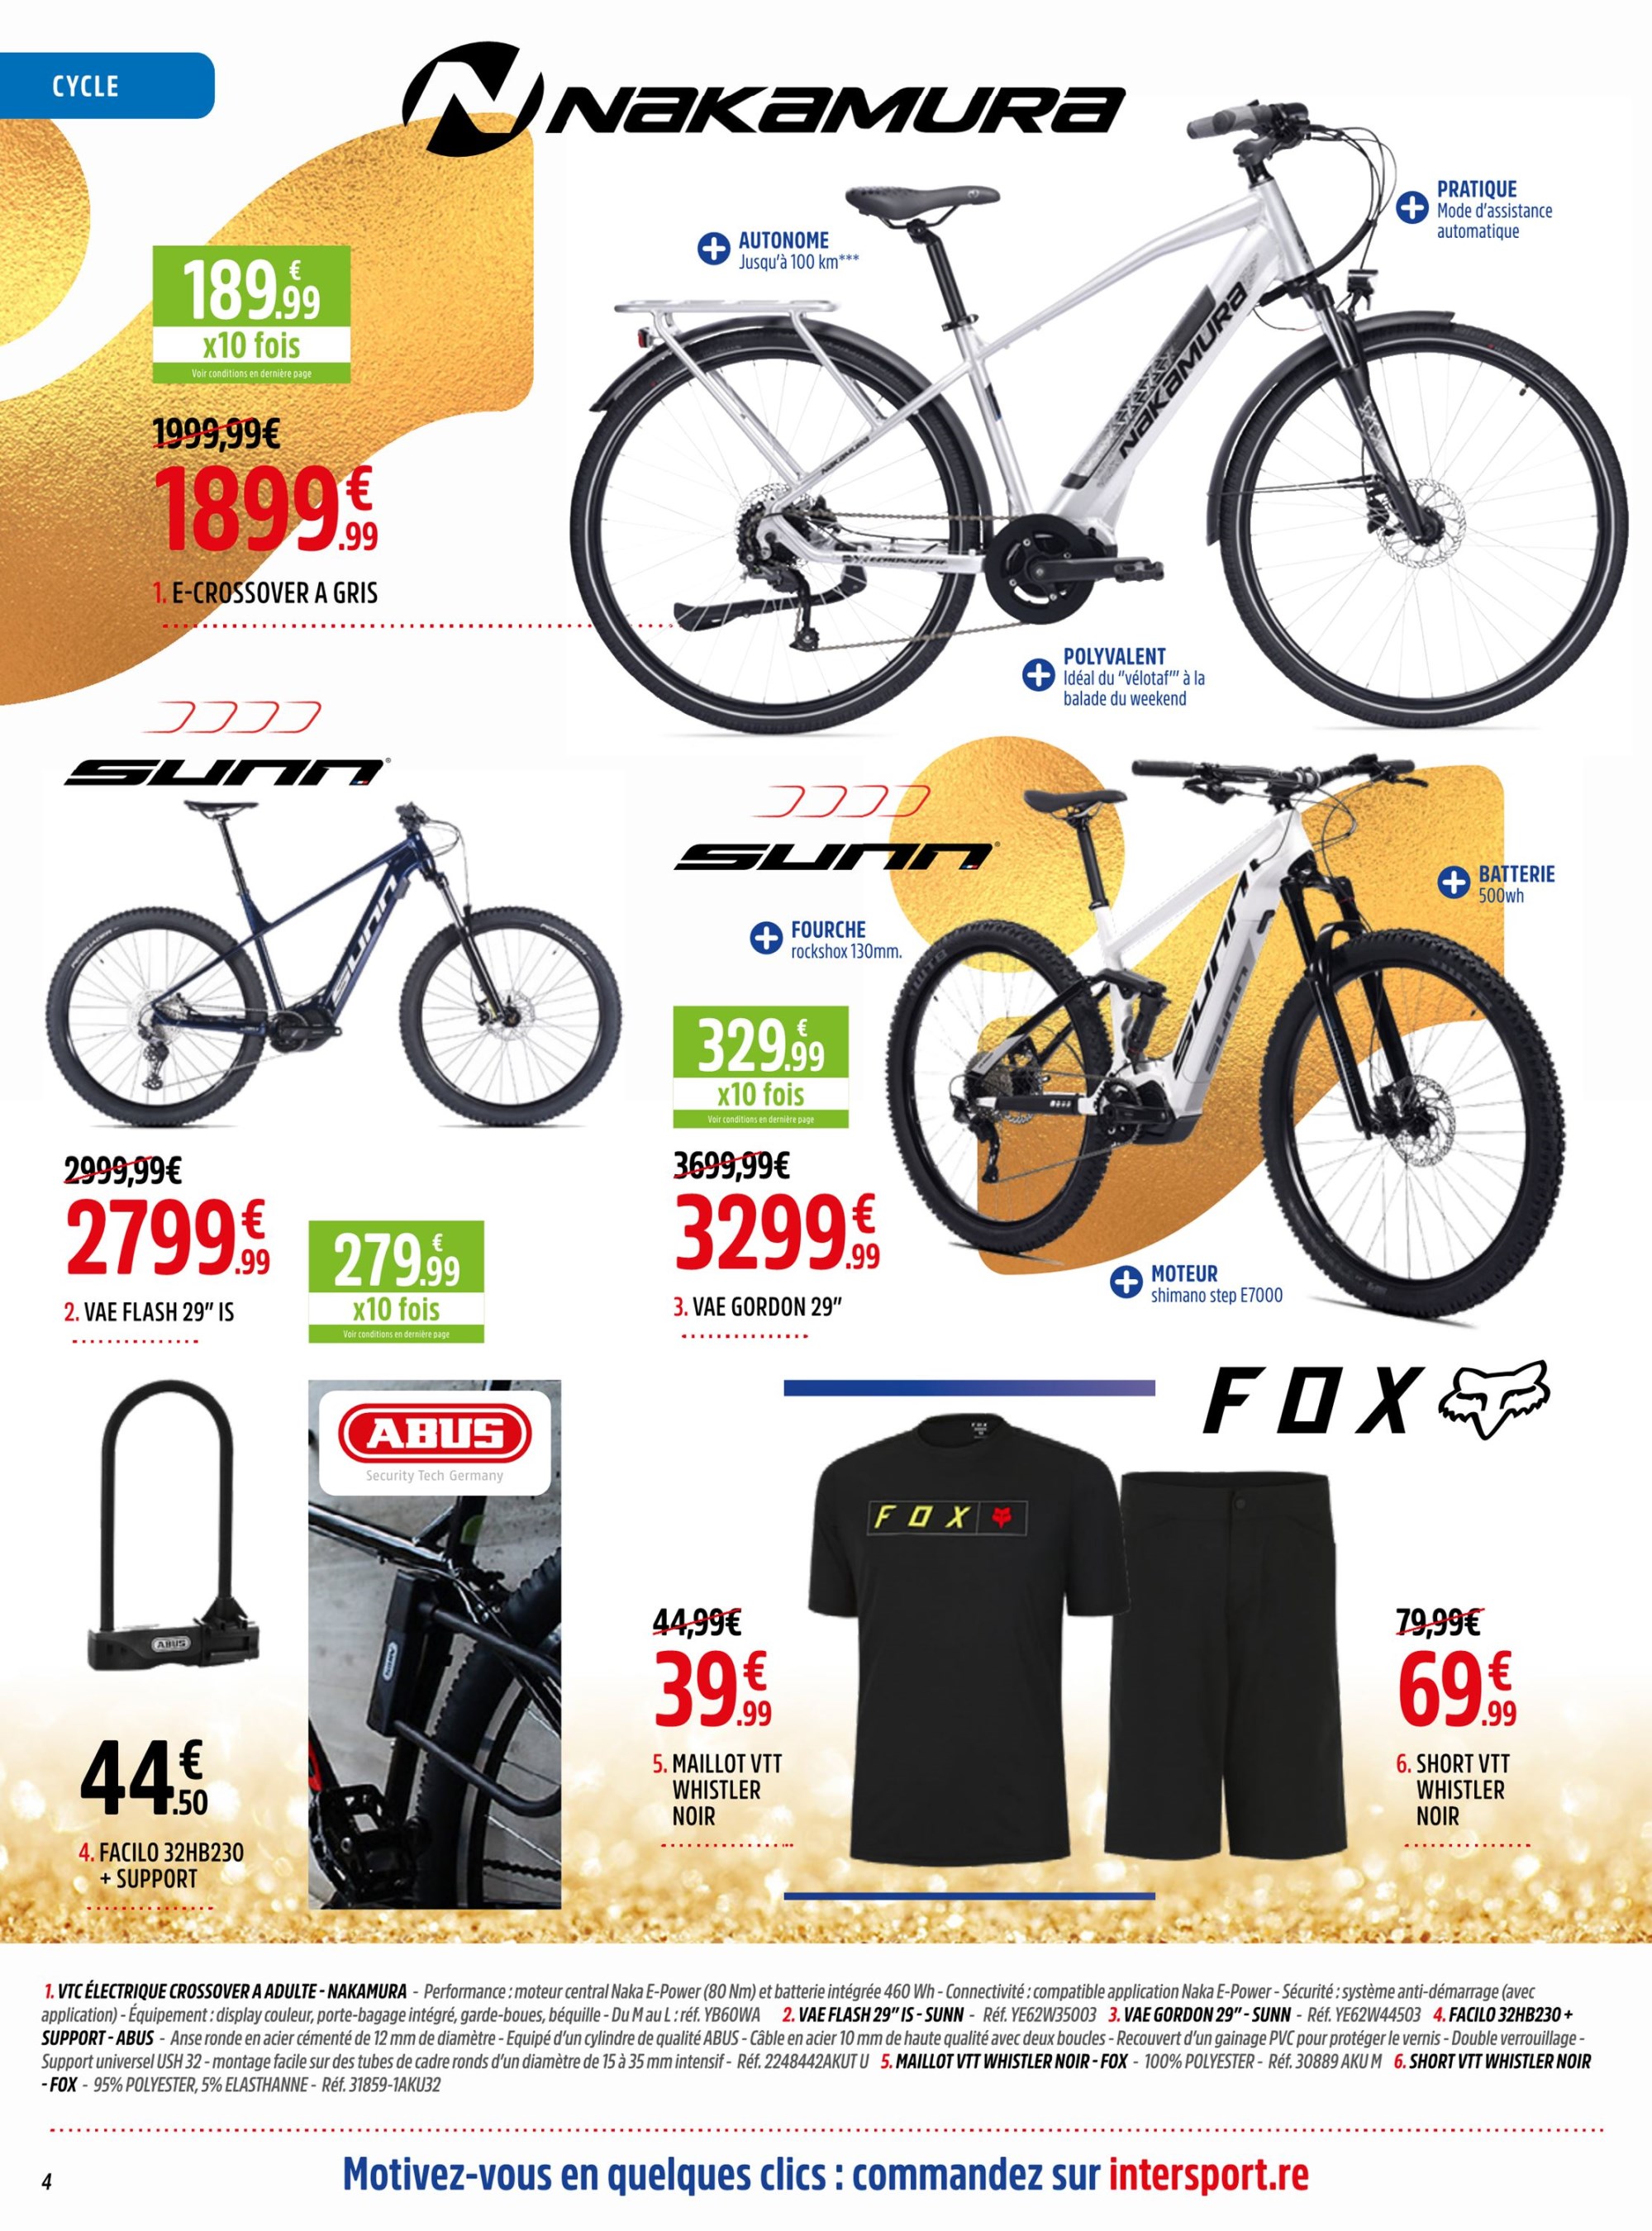 CYCLE
NAKAMURA
PRATIQUE
Mode d'assistance
automatique
AUTONOME
Jusqu'à 100 km***
189€.99
x10 fois
Voir conditions en dernière page
1999,99€
1899€.99
1. E-CROSSOVER A GRIS
NAKAMURA
NAKAMURA
E-CROSSOVER
POLYVALENT
Idéal du "vélotaf"' à la
balade du weekend
SUNN
SUNN
SUNN
SUNN
SUNN
FOURCHE
rockshox 130mm.
BATTERIE
500wh
329€.99
x10 fois
Voir conditions en dernière page
2999,99€
2799€.99
2. VAE FLASH 29" IS
279€.99
x10 fois
Voir conditions en dernière page
3699,99€
3299€.99
3. VAE GORDON 29"
MOTEUR
shimano step E7000
ABUS
Security Tech Germany
ABUS
ABUS
FOX
FOX
44€.50
4. FACILO 32HB230
+ SUPPORT
44,99€
39€.99
5. MAILLOT VTT
WHISTLER
NOIR
79,99€
69€.99
6. SHORT VTT
WHISTLER
NOIR
1. VTC ÉLECTRIQUE CROSSOVER A ADULTE - NAKAMURA - Performance : moteur central Naka E-Power (80 Nm) et batterie intégrée 460 Wh - Connectivité : compatible application Naka E-Power - Sécurité : système anti-démarrage (avec
application) - Équipement : display couleur, porte-bagage intégré, garde-boues, béquille - Du M au L : réf. YB60WA 2. VAE FLASH 29" IS - SUNN - Réf. YE62W35003 3. VAE GORDON 29" - SUNN - Réf. YE62W44503 4. FACILO 32HB230 +
SUPPORT - ABUS - Anse ronde en acier cémenté de 12 mm de diamètre - Equipé d'un cylindre de qualité ABUS - Câble en acier 10 mm de haute qualité avec deux boucles - Recouvert d'un gainage PVC pour protéger le vernis - Double verrouillage -
Support universel USH 32 - montage facile sur des tubes de cadre ronds d'un diamètre de 15 à 35 mm intensif - Réf. 2248442AKUT U 5. MAILLOT VTT WHISTLER NOIR - FOX - 100% POLYESTER - Réf. 30889 AKU M 6. SHORT VTT WHISTLER NOIR
- FOX - 95% POLYESTER, 5% ELASTHANNE - Réf. 31859-1AKU32
4
Motivez-vous en quelques clics : commandez sur intersport.re